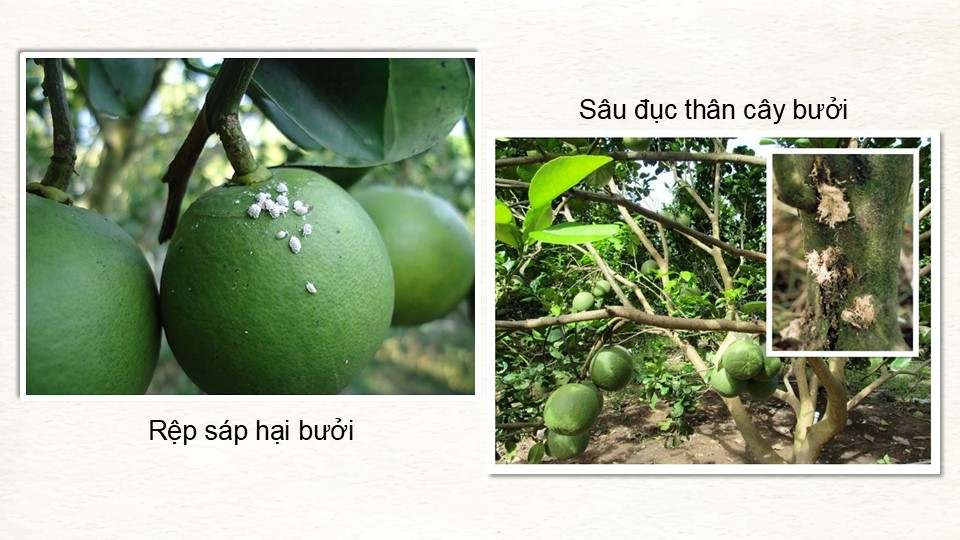 Sâu đục thân cây bưởi
Rệp sáp hại bưởi